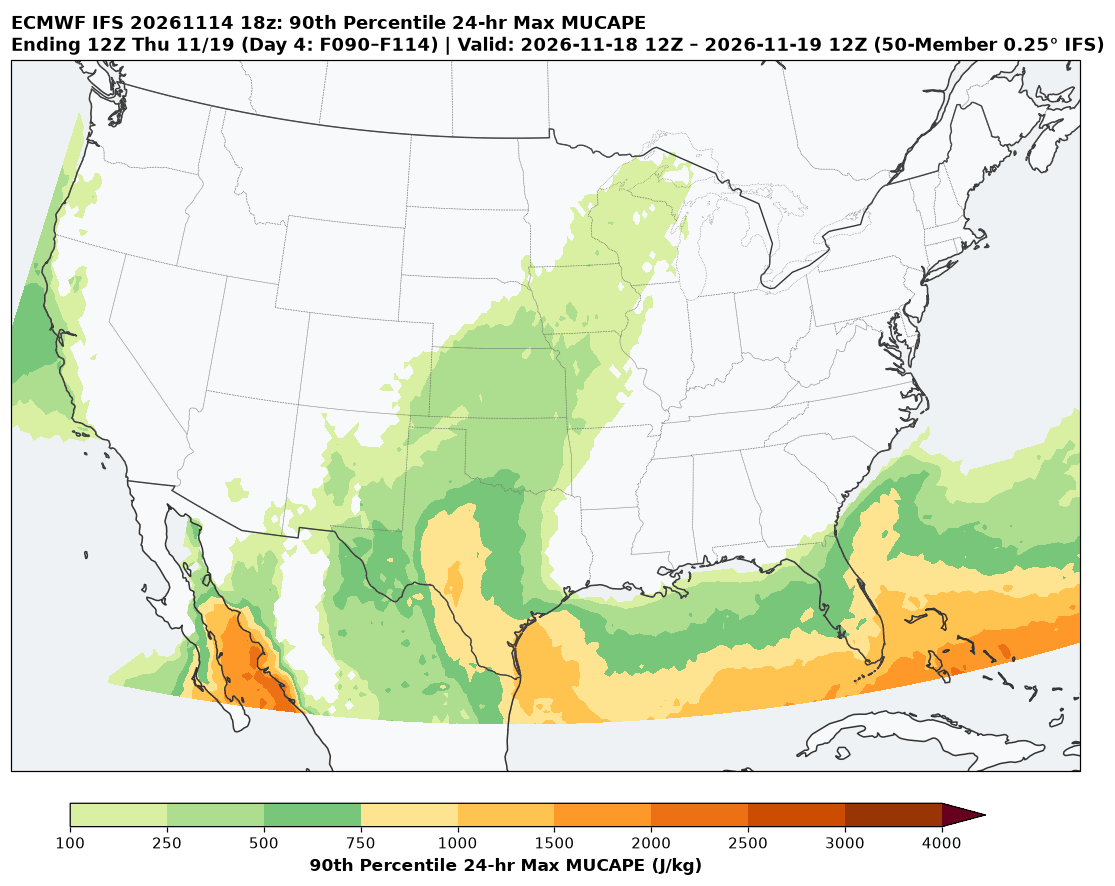 ECMWF IFS 20261114 18z: 90th Percentile 24-hr Max MUCAPE
Ending 12Z Thu 11/19 (Day 4: F090–F114) | Valid: 2026-11-18 12Z – 2026-11-19 12Z (50-Member 0.25° IFS)
100 250 500 750 1000 1500 2000 2500 3000 4000
90th Percentile 24-hr Max MUCAPE (J/kg)